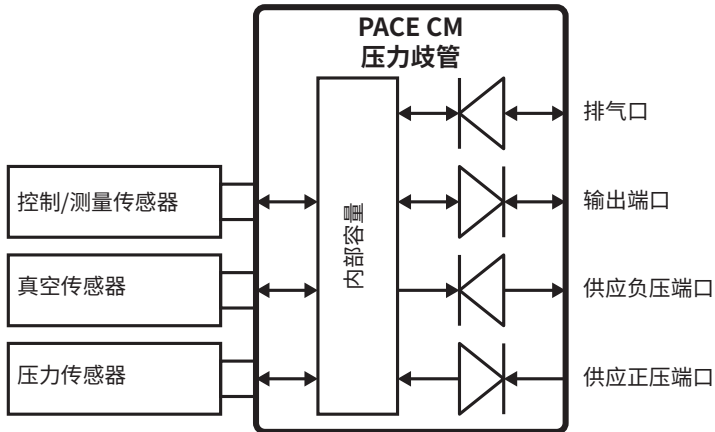 PACE CM
压力歧管
排气口
控制/测量传感器
输出端口
内部容量
真空传感器
供应负压端口
压力传感器
供应正压端口